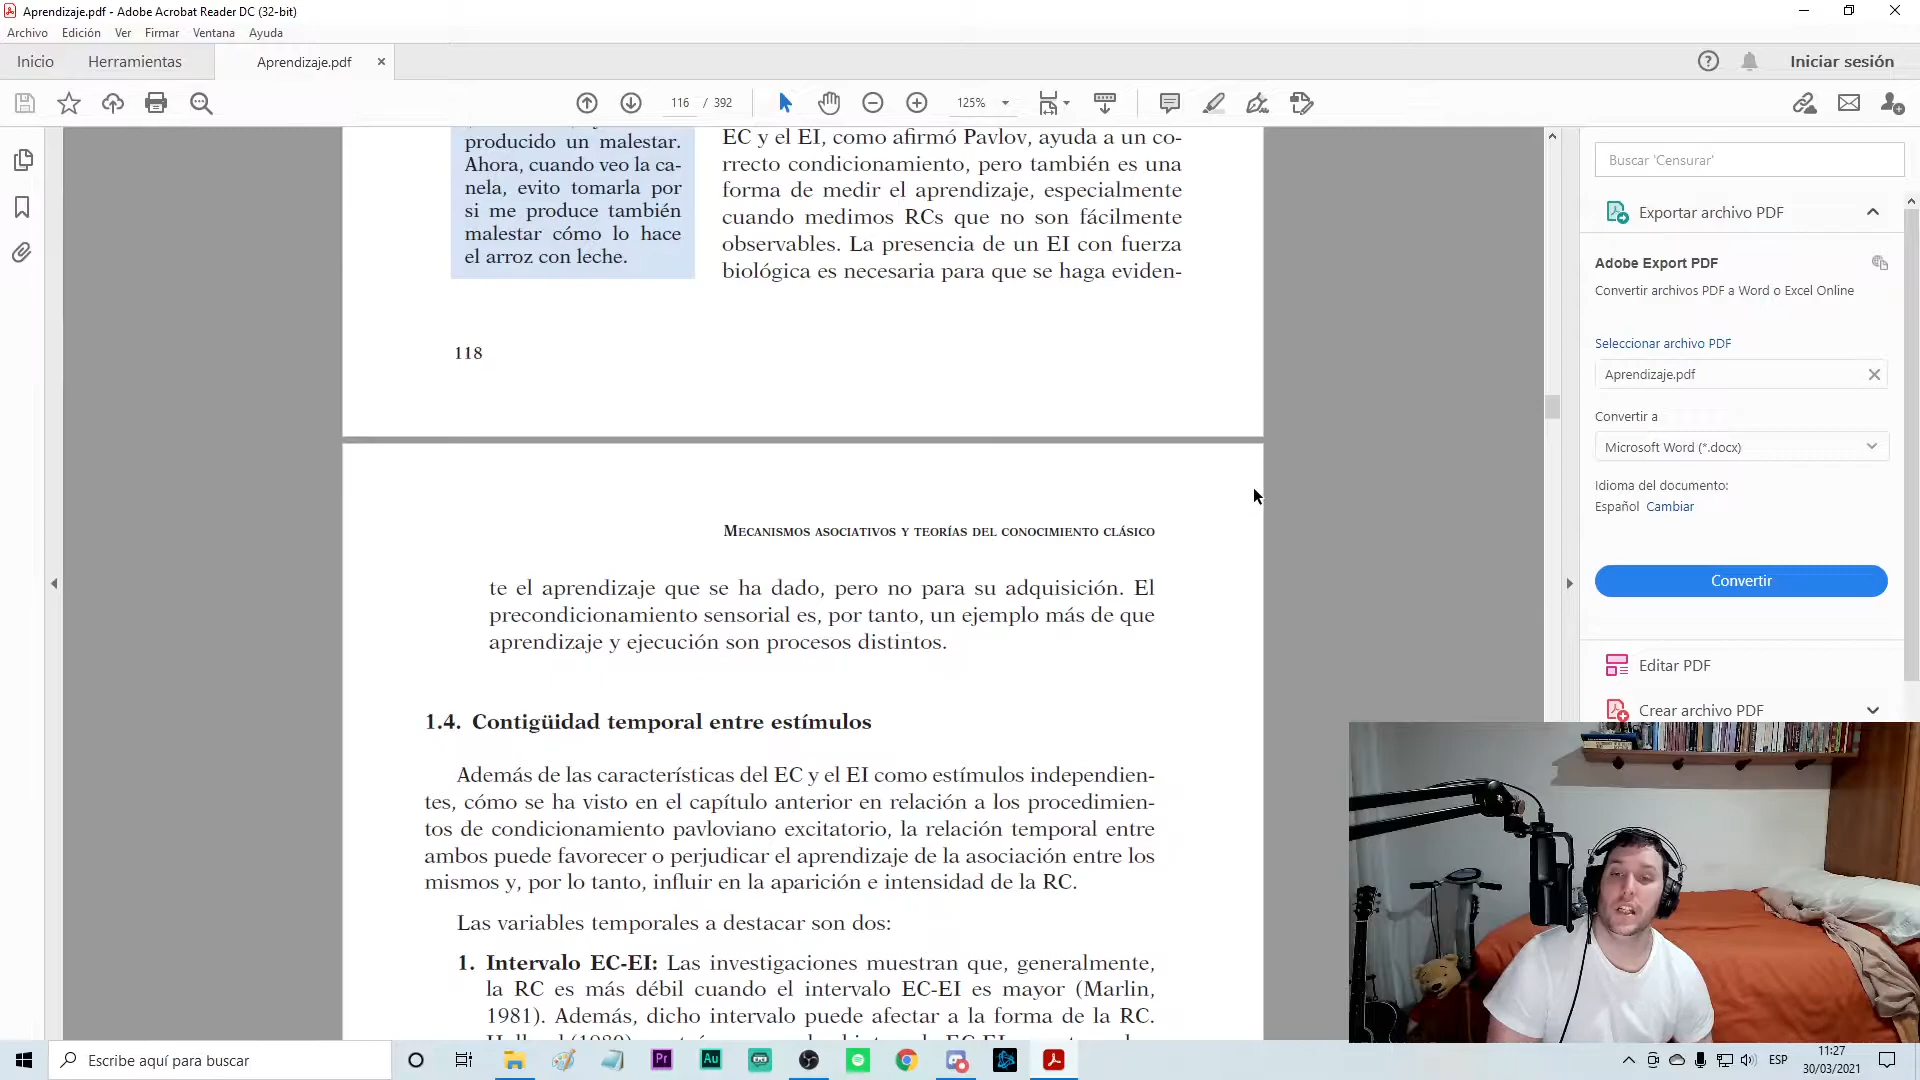 Aprendizaje.pdf - Adobe Acrobat Reader DC (32-bit)
Archivo Edición Ver Firmar Ventana Ayuda
Inicio Herramientas Aprendizaje.pdf Iniciar sesión
116 / 392 125%
producido un malestar.
Ahora, cuando veo la ca-
nela, evito tomarla por
si me produce también
malestar cómo lo hace
el arroz con leche.
EC y el EI, como afirmó Pavlov, ayuda a un co-
rrecto condicionamiento, pero también es una
forma de medir el aprendizaje, especialmente
cuando medimos RCs que no son fácilmente
observables. La presencia de un EI con fuerza
biológica es necesaria para que se haga eviden-
118
Mecanismos asociativos y teorías del conocimiento clásico
te el aprendizaje que se ha dado, pero no para su adquisición. El
precondicionamiento sensorial es, por tanto, un ejemplo más de que
aprendizaje y ejecución son procesos distintos.
1.4. Contigüidad temporal entre estímulos
Además de las características del EC y el EI como estímulos independien-
tes, cómo se ha visto en el capítulo anterior en relación a los procedimien-
tos de condicionamiento pavloviano excitatorio, la relación temporal entre
ambos puede favorecer o perjudicar el aprendizaje de la asociación entre los
mismos y, por lo tanto, influir en la aparición e intensidad de la RC.
Las variables temporales a destacar son dos:
1. Intervalo EC-EI: Las investigaciones muestran que, generalmente,
la RC es más débil cuando el intervalo EC-EI es mayor (Marlin,
1981). Además, dicho intervalo puede afectar a la forma de la RC.
Buscar 'Censurar'
Exportar archivo PDF
Adobe Export PDF
Convertir archivos PDF a Word o Excel Online
Seleccionar archivo PDF
Aprendizaje.pdf
Convertir a
Microsoft Word (*.docx)
Idioma del documento:
Español Cambiar
Convertir
Editar PDF
Crear archivo PDF
Escribe aquí para buscar
Pr
Au
ESP
11:27
30/03/2021